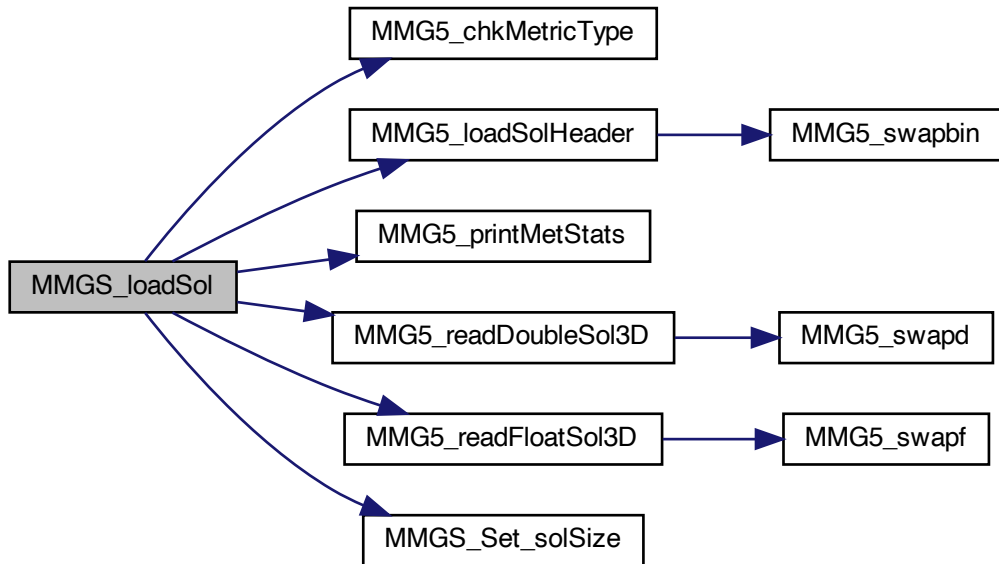 MMG5_chkMetricType
MMG5_loadSolHeader
MMG5_swapbin
MMG5_printMetStats
MMGS_loadSol
MMG5_readDoubleSol3D
MMG5_swapd
MMG5_readFloatSol3D
MMG5_swapf
MMGS_Set_solSize